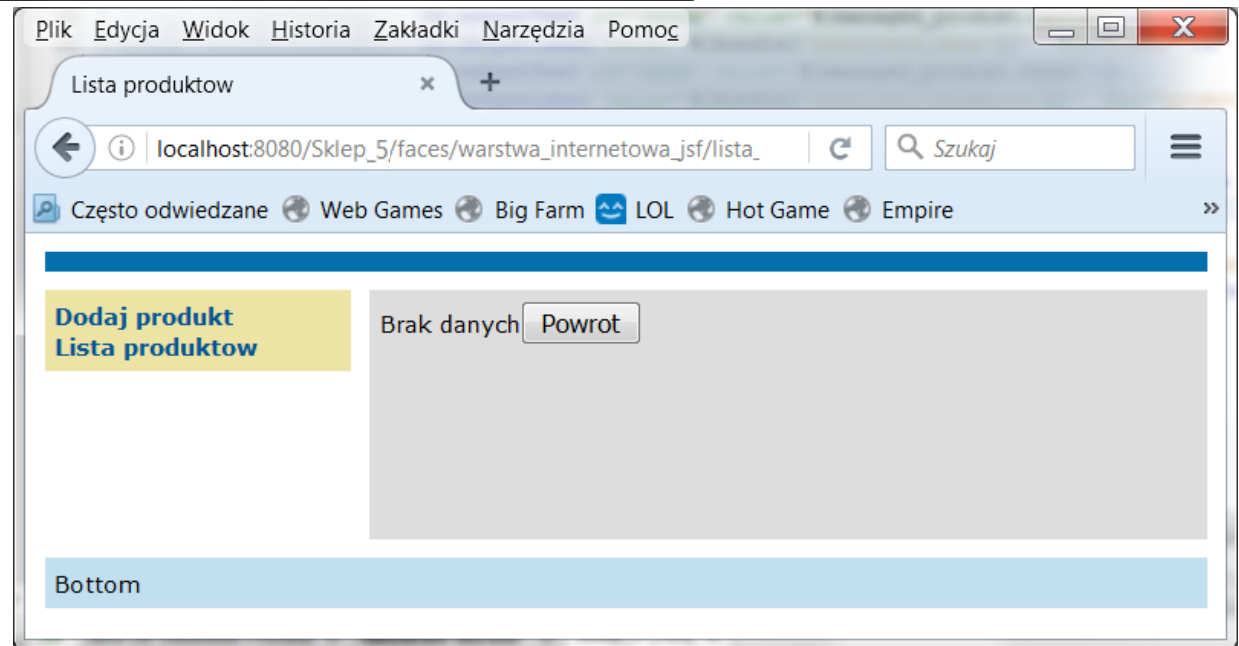 Plik Edycja Widok Historia Zakładki Narzędzia Pomoc
Lista produktow
localhost:8080/Sklep_5/faces/warstwa_internetowa_jsf/lista_ Szukaj
Często odwiedzane Web Games Big Farm LOL Hot Game Empire
Dodaj produkt
Lista produktow
Brak danych Powrot
Bottom